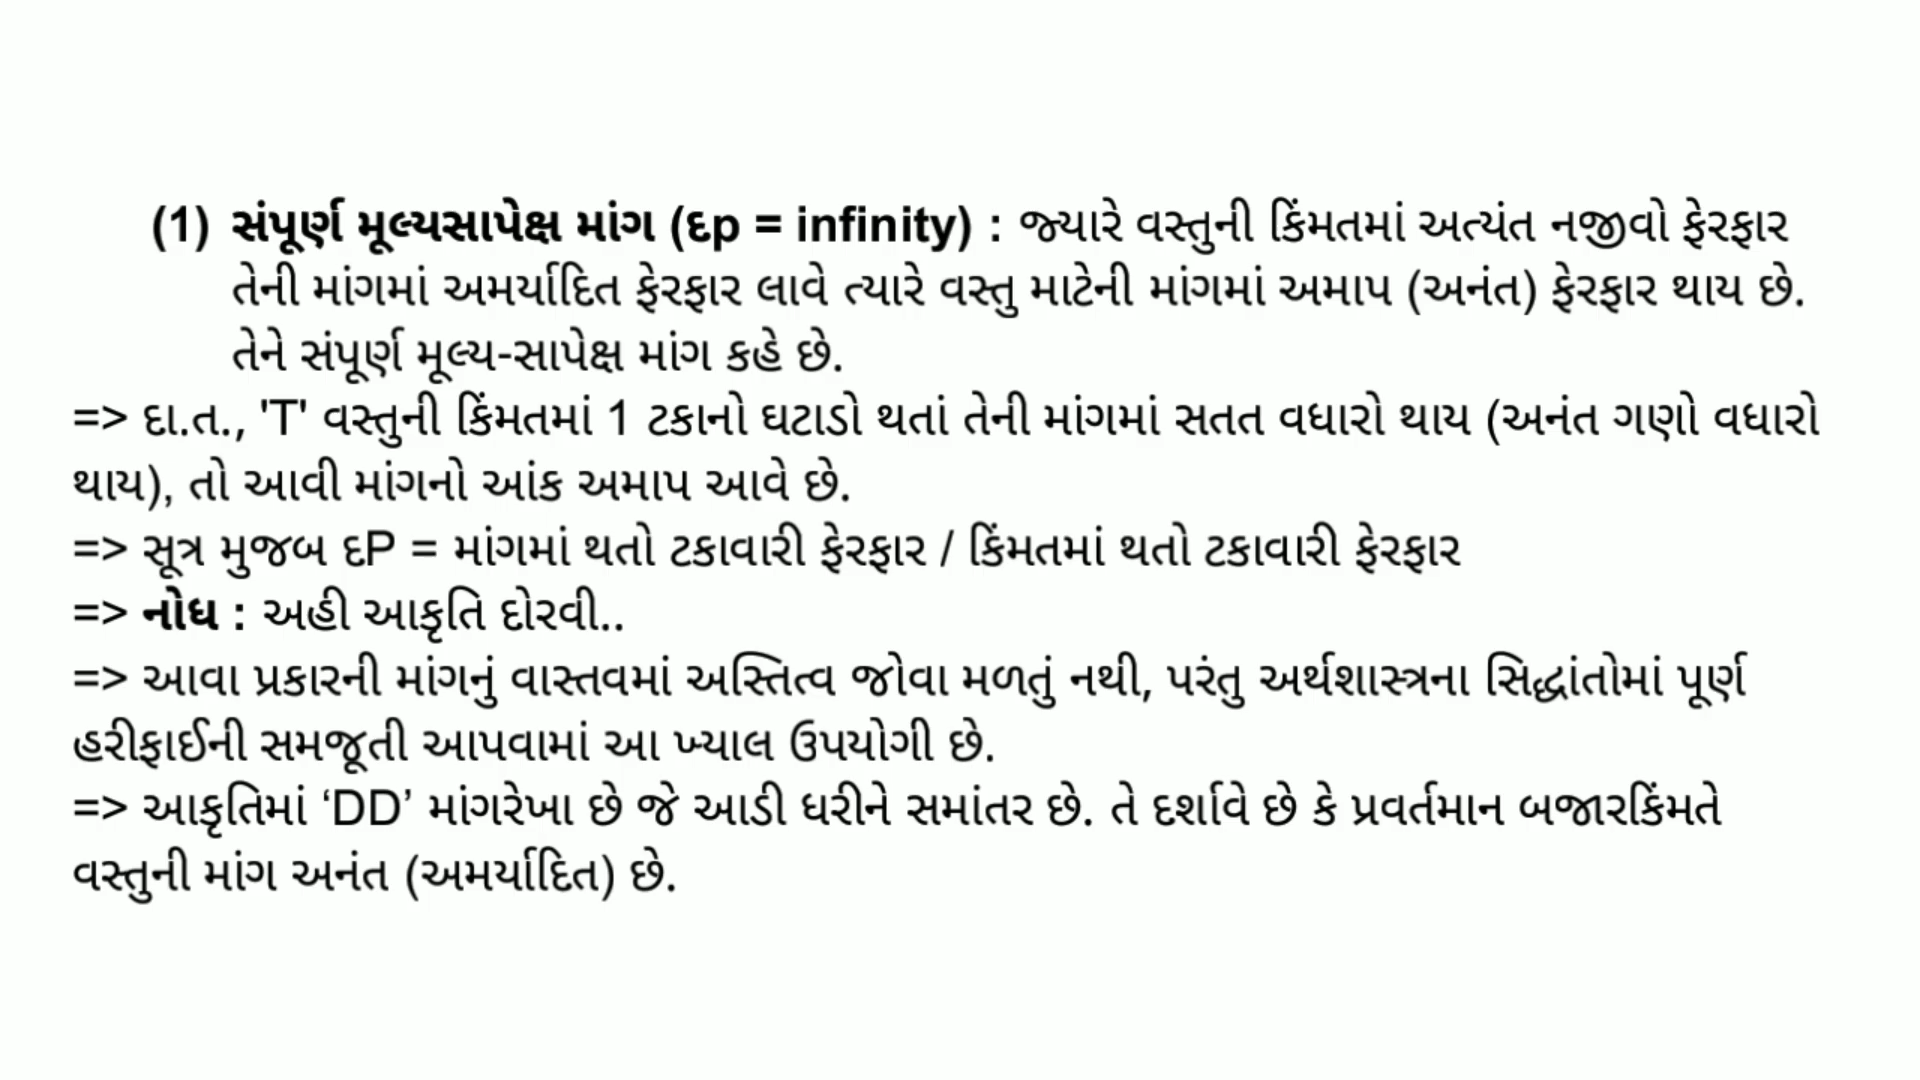 (1) સંપૂર્ણ મૂલ્યસાપેક્ષ માંગ (દp = infinity) : જ્યારે વસ્તુની કિંમતમાં અત્યંત નજીવો ફેરફાર
તેની માંગમાં અમર્યાદિત ફેરફાર લાવે ત્યારે વસ્તુ માટેની માંગમાં અમાપ (અનંત) ફેરફાર થાય છે.
તેને સંપૂર્ણ મૂલ્ય-સાપેક્ષ માંગ કહે છે.
=> દા.ત., 'T' વસ્તુની કિંમતમાં 1 ટકાનો ઘટાડો થતાં તેની માંગમાં સતત વધારો થાય (અનંત ગણો વધારો
થાય), તો આવી માંગનો આંક અમાપ આવે છે.
=> સૂત્ર મુજબ દP = માંગમાં થતો ટકાવારી ફેરફાર / કિંમતમાં થતો ટકાવારી ફેરફાર
=> નોધ : અહી આકૃતિ દોરવી..
=> આવા પ્રકારની માંગનું વાસ્તવમાં અસ્તિત્વ જોવા મળતું નથી, પરંતુ અર્થશાસ્ત્રના સિદ્ધાંતોમાં પૂર્ણ
હરીફાઈની સમજૂતી આપવામાં આ ખ્યાલ ઉપયોગી છે.
=> આકૃતિમાં ‘DD’ માંગરેખા છે જે આડી ધરીને સમાંતર છે. તે દર્શાવે છે કે પ્રવર્તમાન બજારકિંમતે
વસ્તુની માંગ અનંત (અમર્યાદિત) છે.